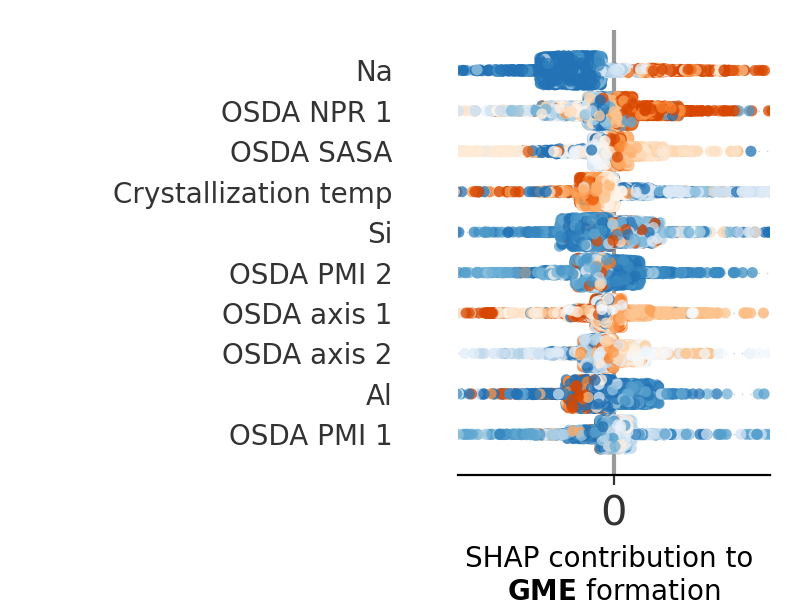 Na
OSDA NPR 1
OSDA SASA
Crystallization temp
Si
OSDA PMI 2
OSDA axis 1
OSDA axis 2
Al
OSDA PMI 1
0
SHAP contribution to
GME formation